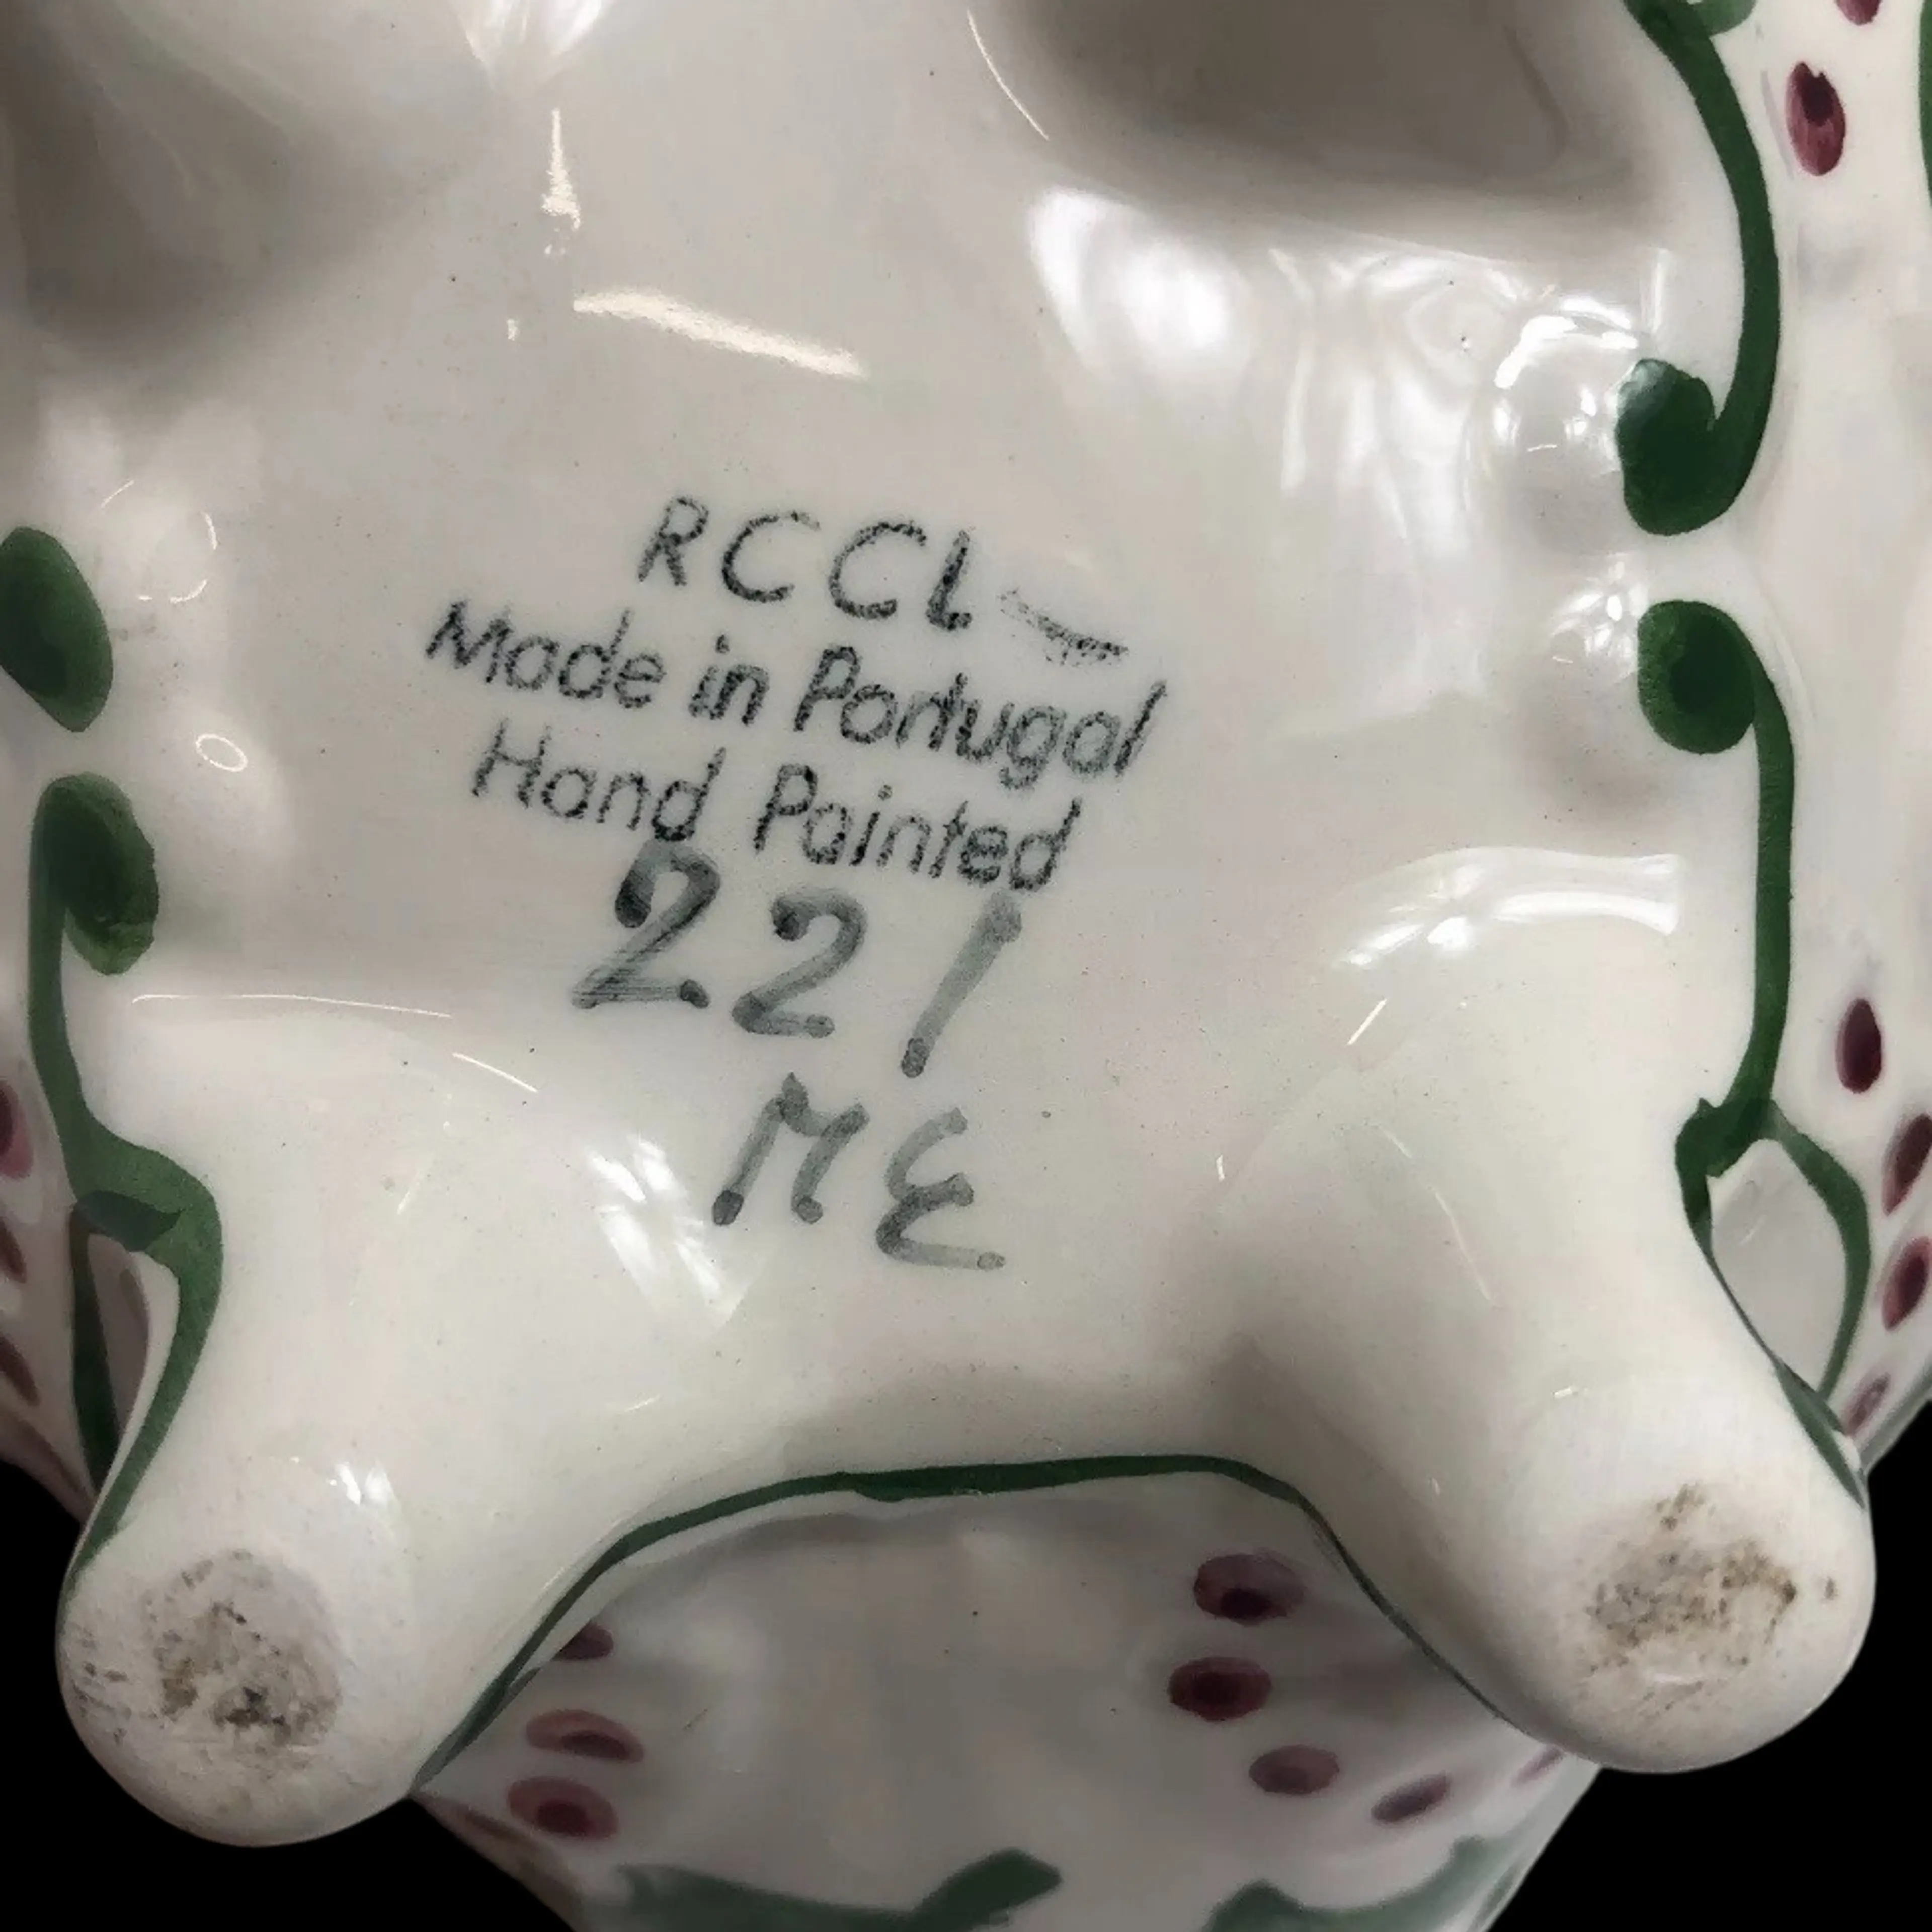 RCCL
Made in Portugal
Hand Painted
221
ME